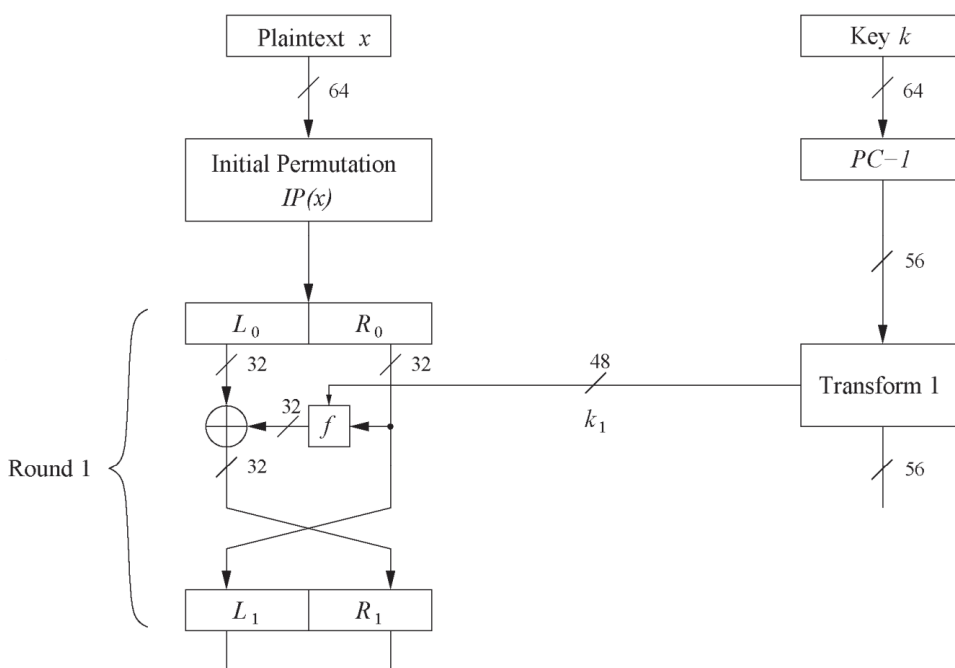 Plaintext x
Key k
64
64
Initial Permutation
IP(x)
PC−1
56
L0
R0
32
32
48
Transform 1
32
f
k1
32
56
Round 1
L1
R1